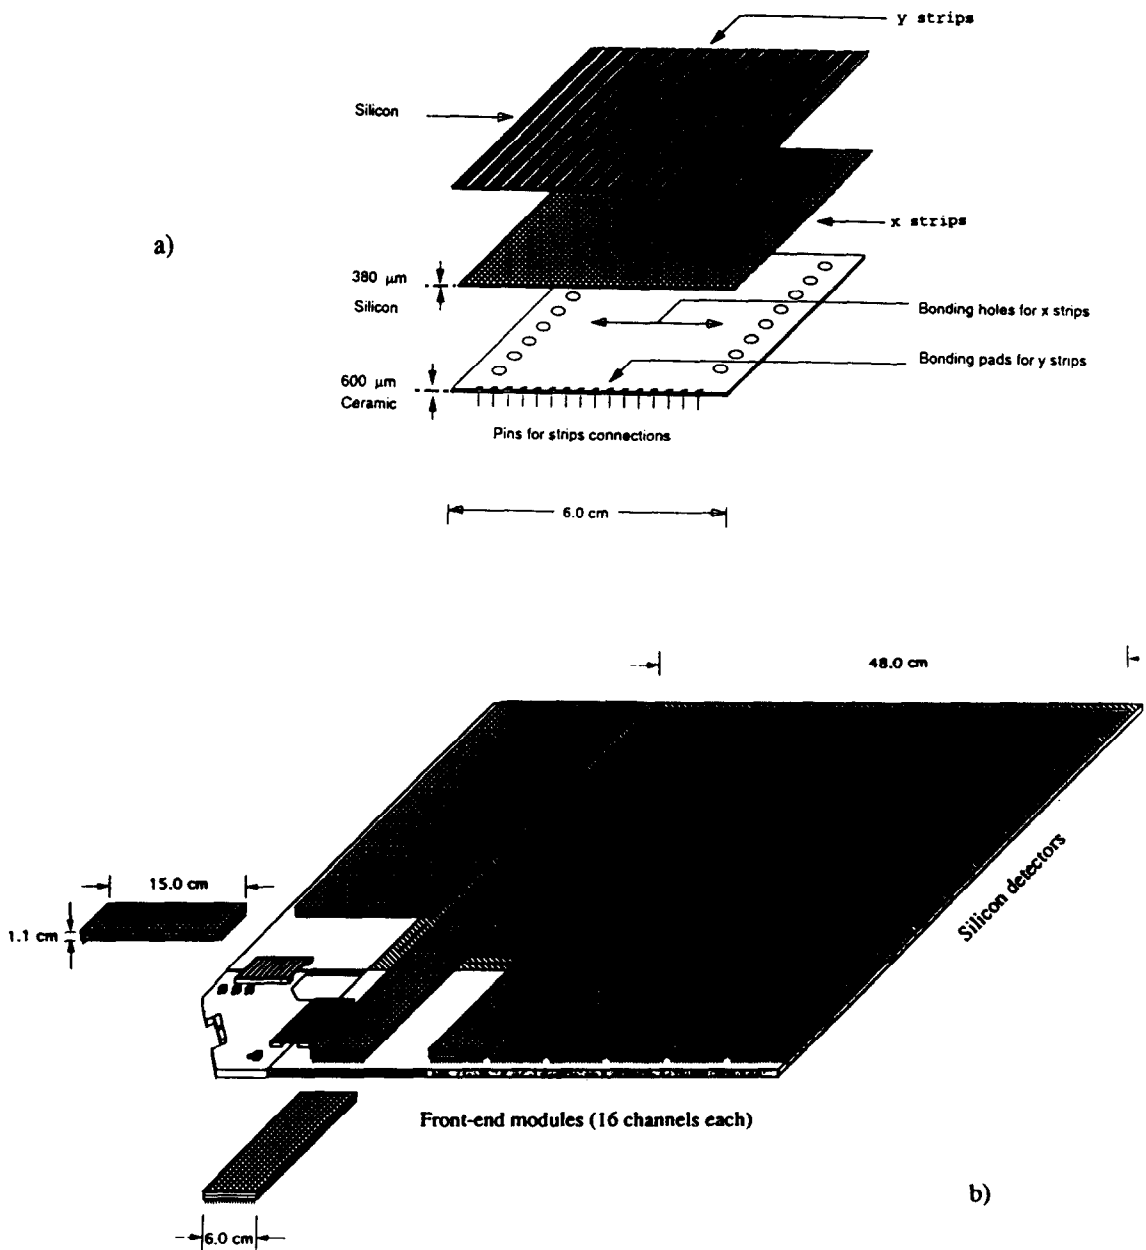 y strips
Silicon
x strips
a)
380 μm
Silicon
Bonding holes for x strips
Bonding pads for y strips
600 μm
Ceramic
Pins for strips connections
6.0 cm
48.0 cm
15.0 cm
1.1 cm
Silicon detectors
Front-end modules (16 channels each)
b)
6.0 cm